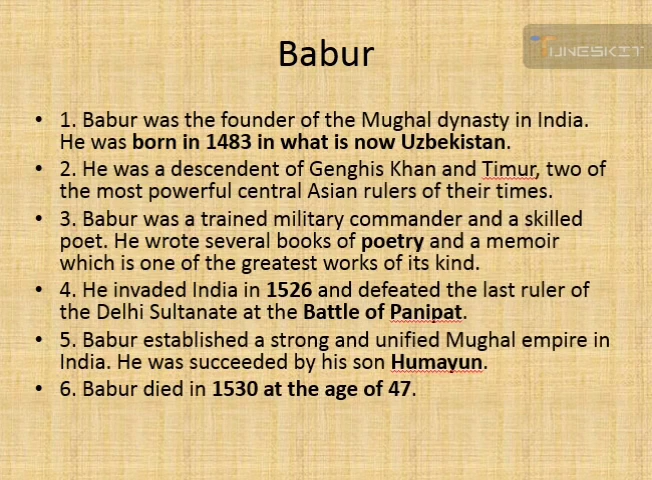 TUNESKIT
Babur
• 1. Babur was the founder of the Mughal dynasty in India.
He was born in 1483 in what is now Uzbekistan.
• 2. He was a descendent of Genghis Khan and Timur, two of
the most powerful central Asian rulers of their times.
• 3. Babur was a trained military commander and a skilled
poet. He wrote several books of poetry and a memoir
which is one of the greatest works of its kind.
• 4. He invaded India in 1526 and defeated the last ruler of
the Delhi Sultanate at the Battle of Panipat.
• 5. Babur established a strong and unified Mughal empire in
India. He was succeeded by his son Humayun.
• 6. Babur died in 1530 at the age of 47.